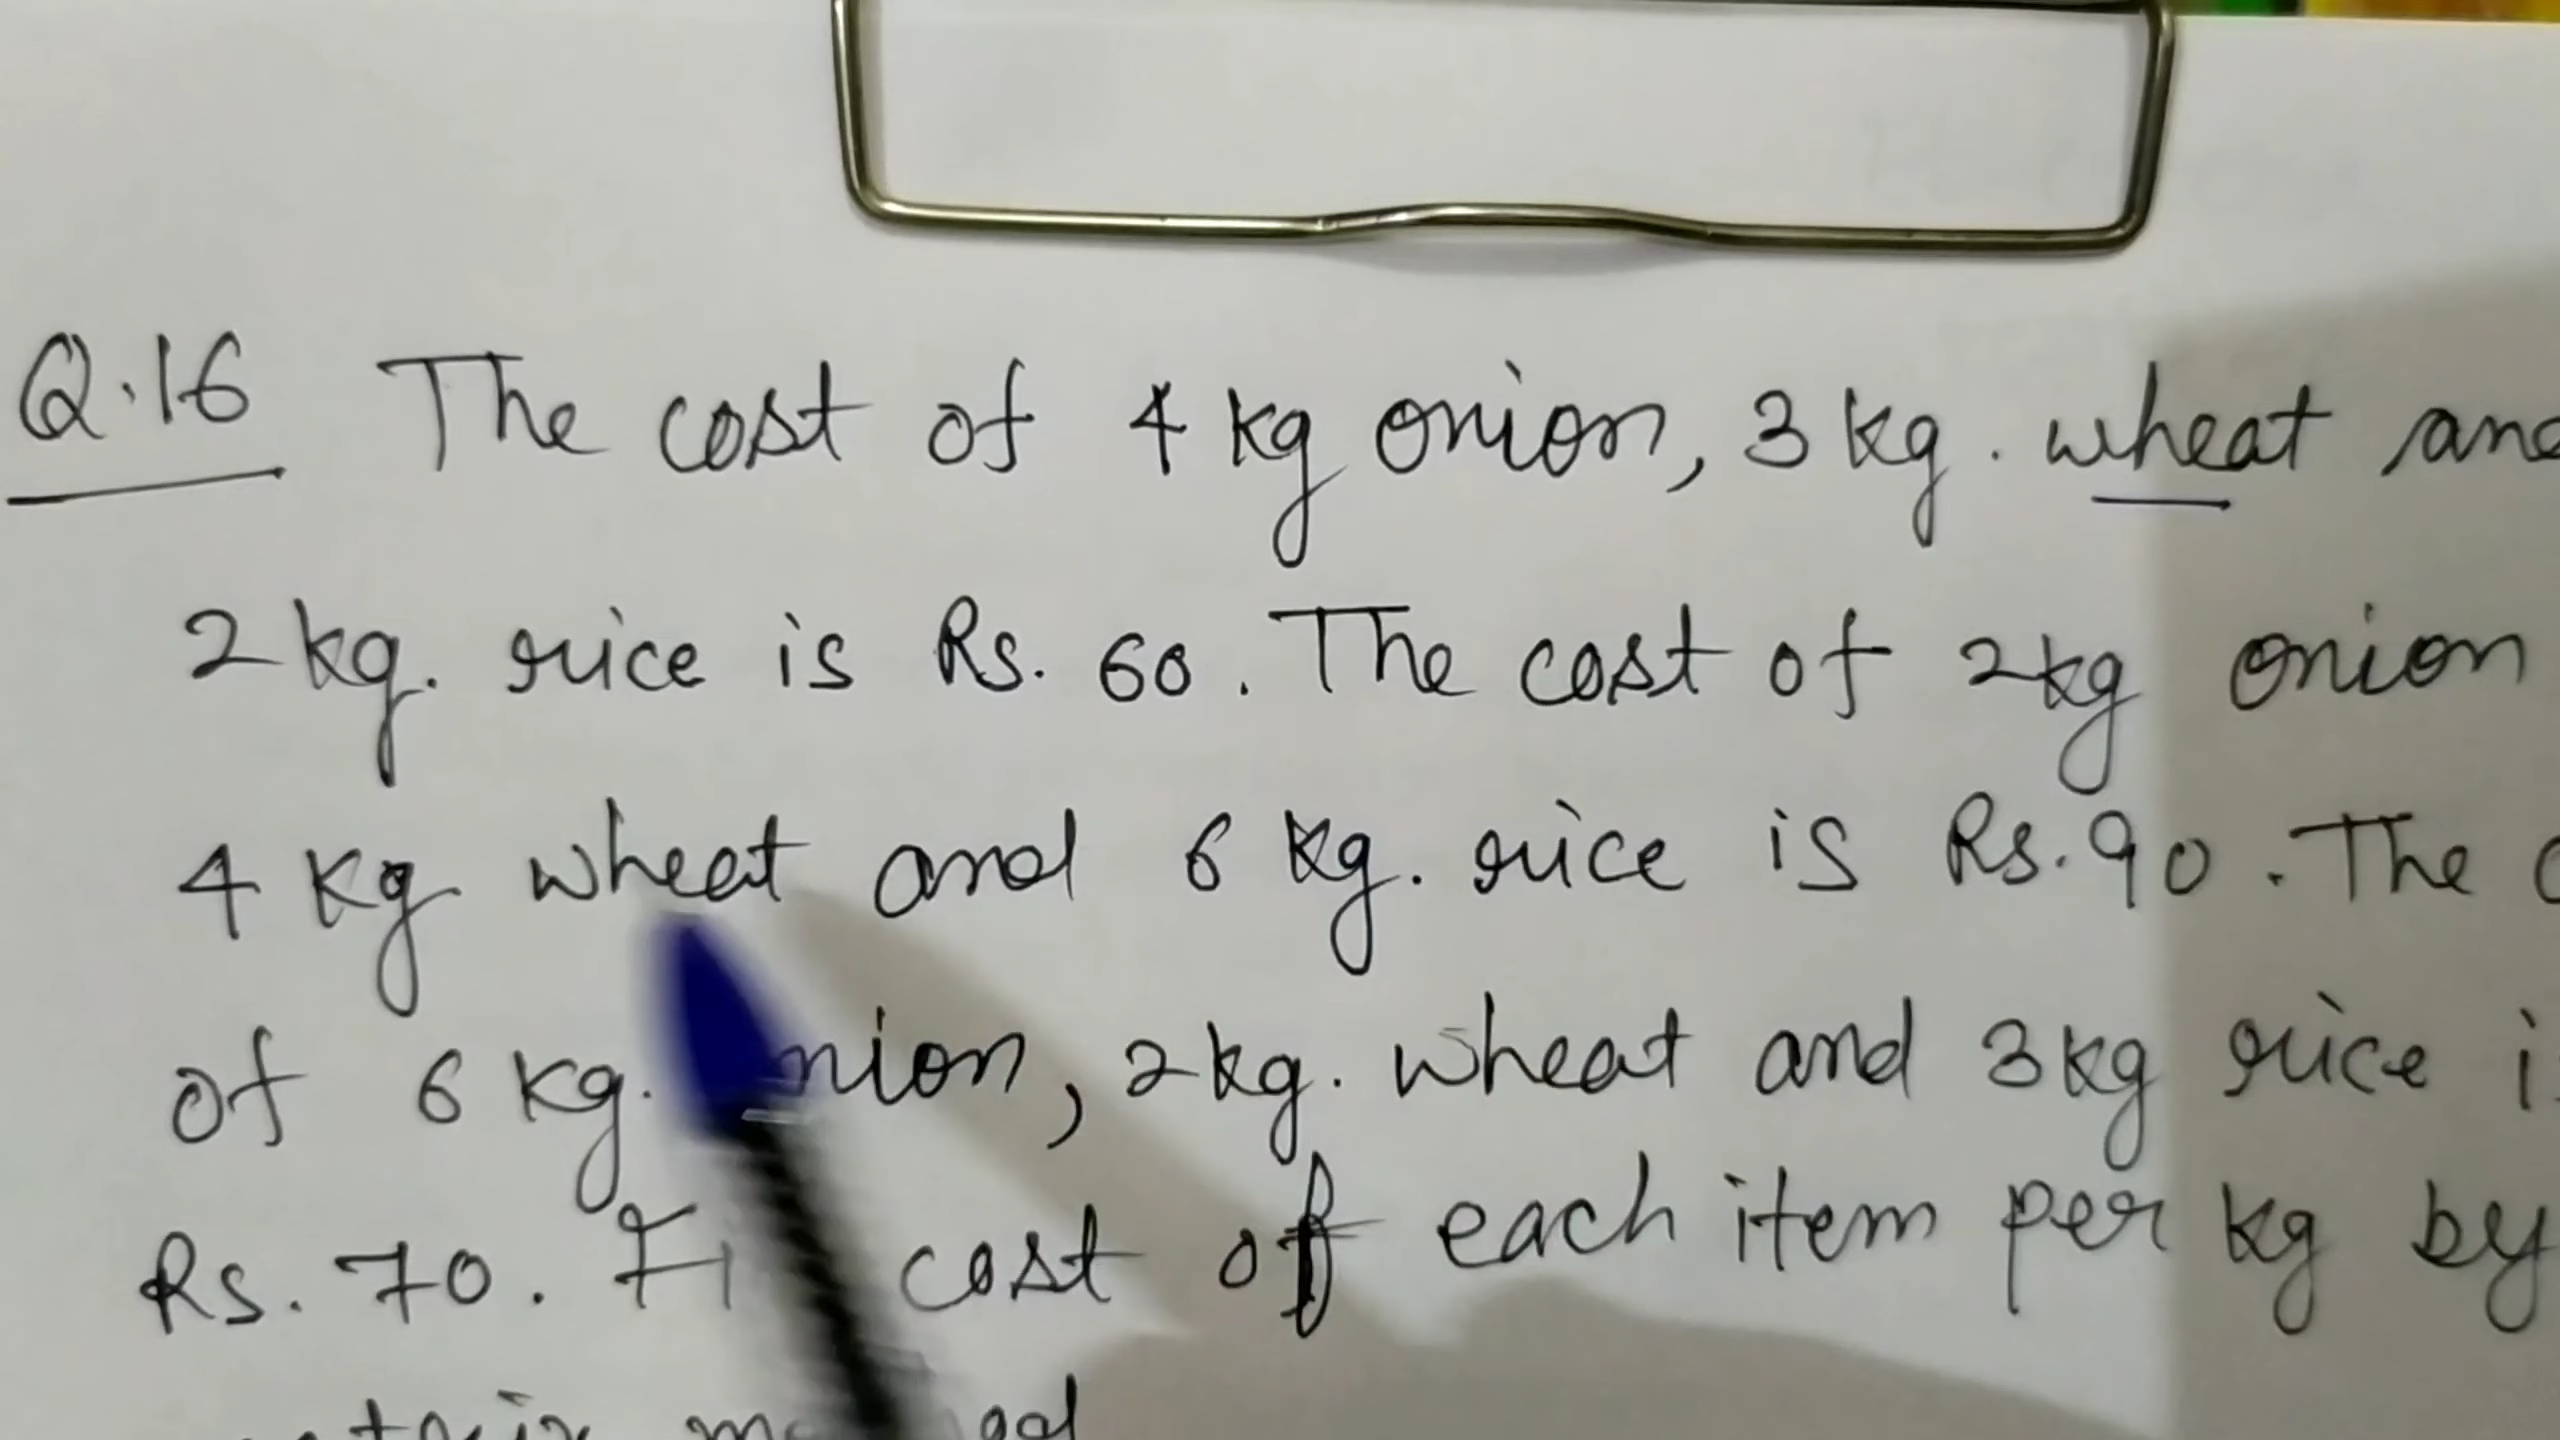 Q.16 The cost of 4 kg onion, 3 kg. wheat and
2 kg. rice is Rs. 60. The cost of 2 kg onion
4 kg wheat and 6 kg. rice is Rs. 90. The
of 6 kg. onion, 2 kg. wheat and 3 kg rice
Rs. 70. cost of each item per kg by